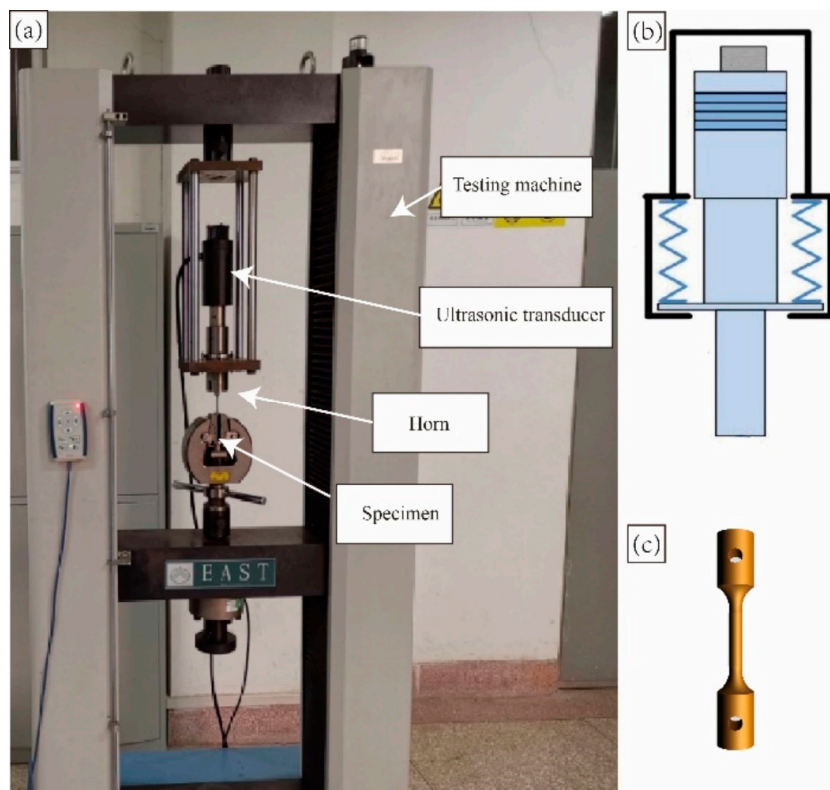 (a)
Testing machine
Ultrasonic transducer
Horn
Specimen
EAST
(b)
(c)